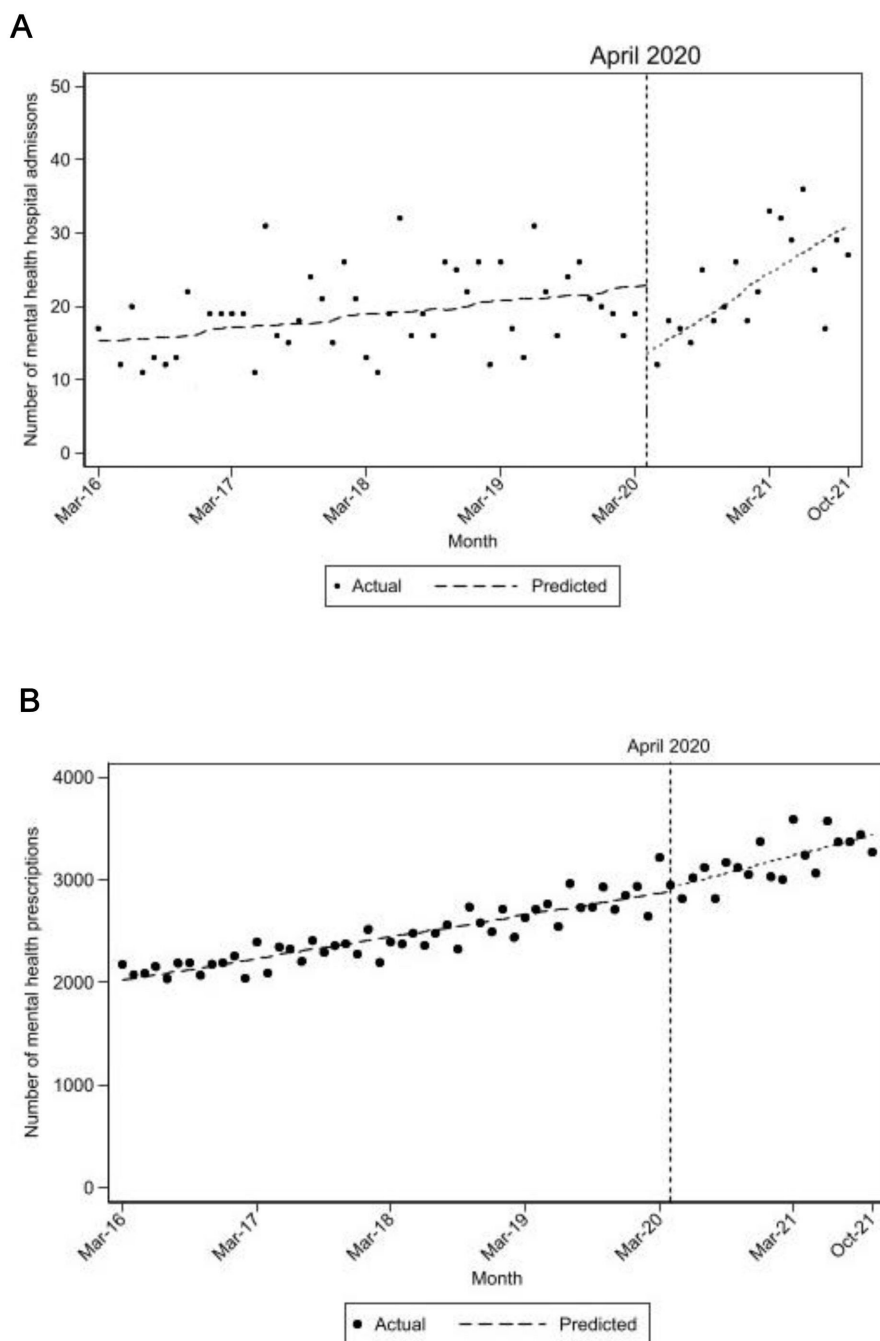 A
April 2020
Number of mental health hospital admissons
50
40
30
20
10
0
Mar-16
Mar-17
Mar-18
Mar-19
Mar-20
Mar-21
Oct-21
Month
Actual Predicted
B
April 2020
Number of mental health prescriptions
4000
3000
2000
1000
0
Mar-16
Mar-17
Mar-18
Mar-19
Mar-20
Mar-21
Oct-21
Month
Actual Predicted